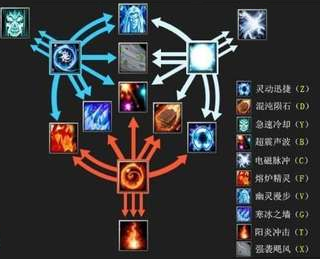 灵动迅捷（Z）
混沌陨石（D）
急速冷却（Y）
超震声波（B）
电磁脉冲（C）
熔炉精灵（F）
幽灵漫步（V）
寒冰之墙（G）
阳炎冲击（T）
强袭飓风（X）